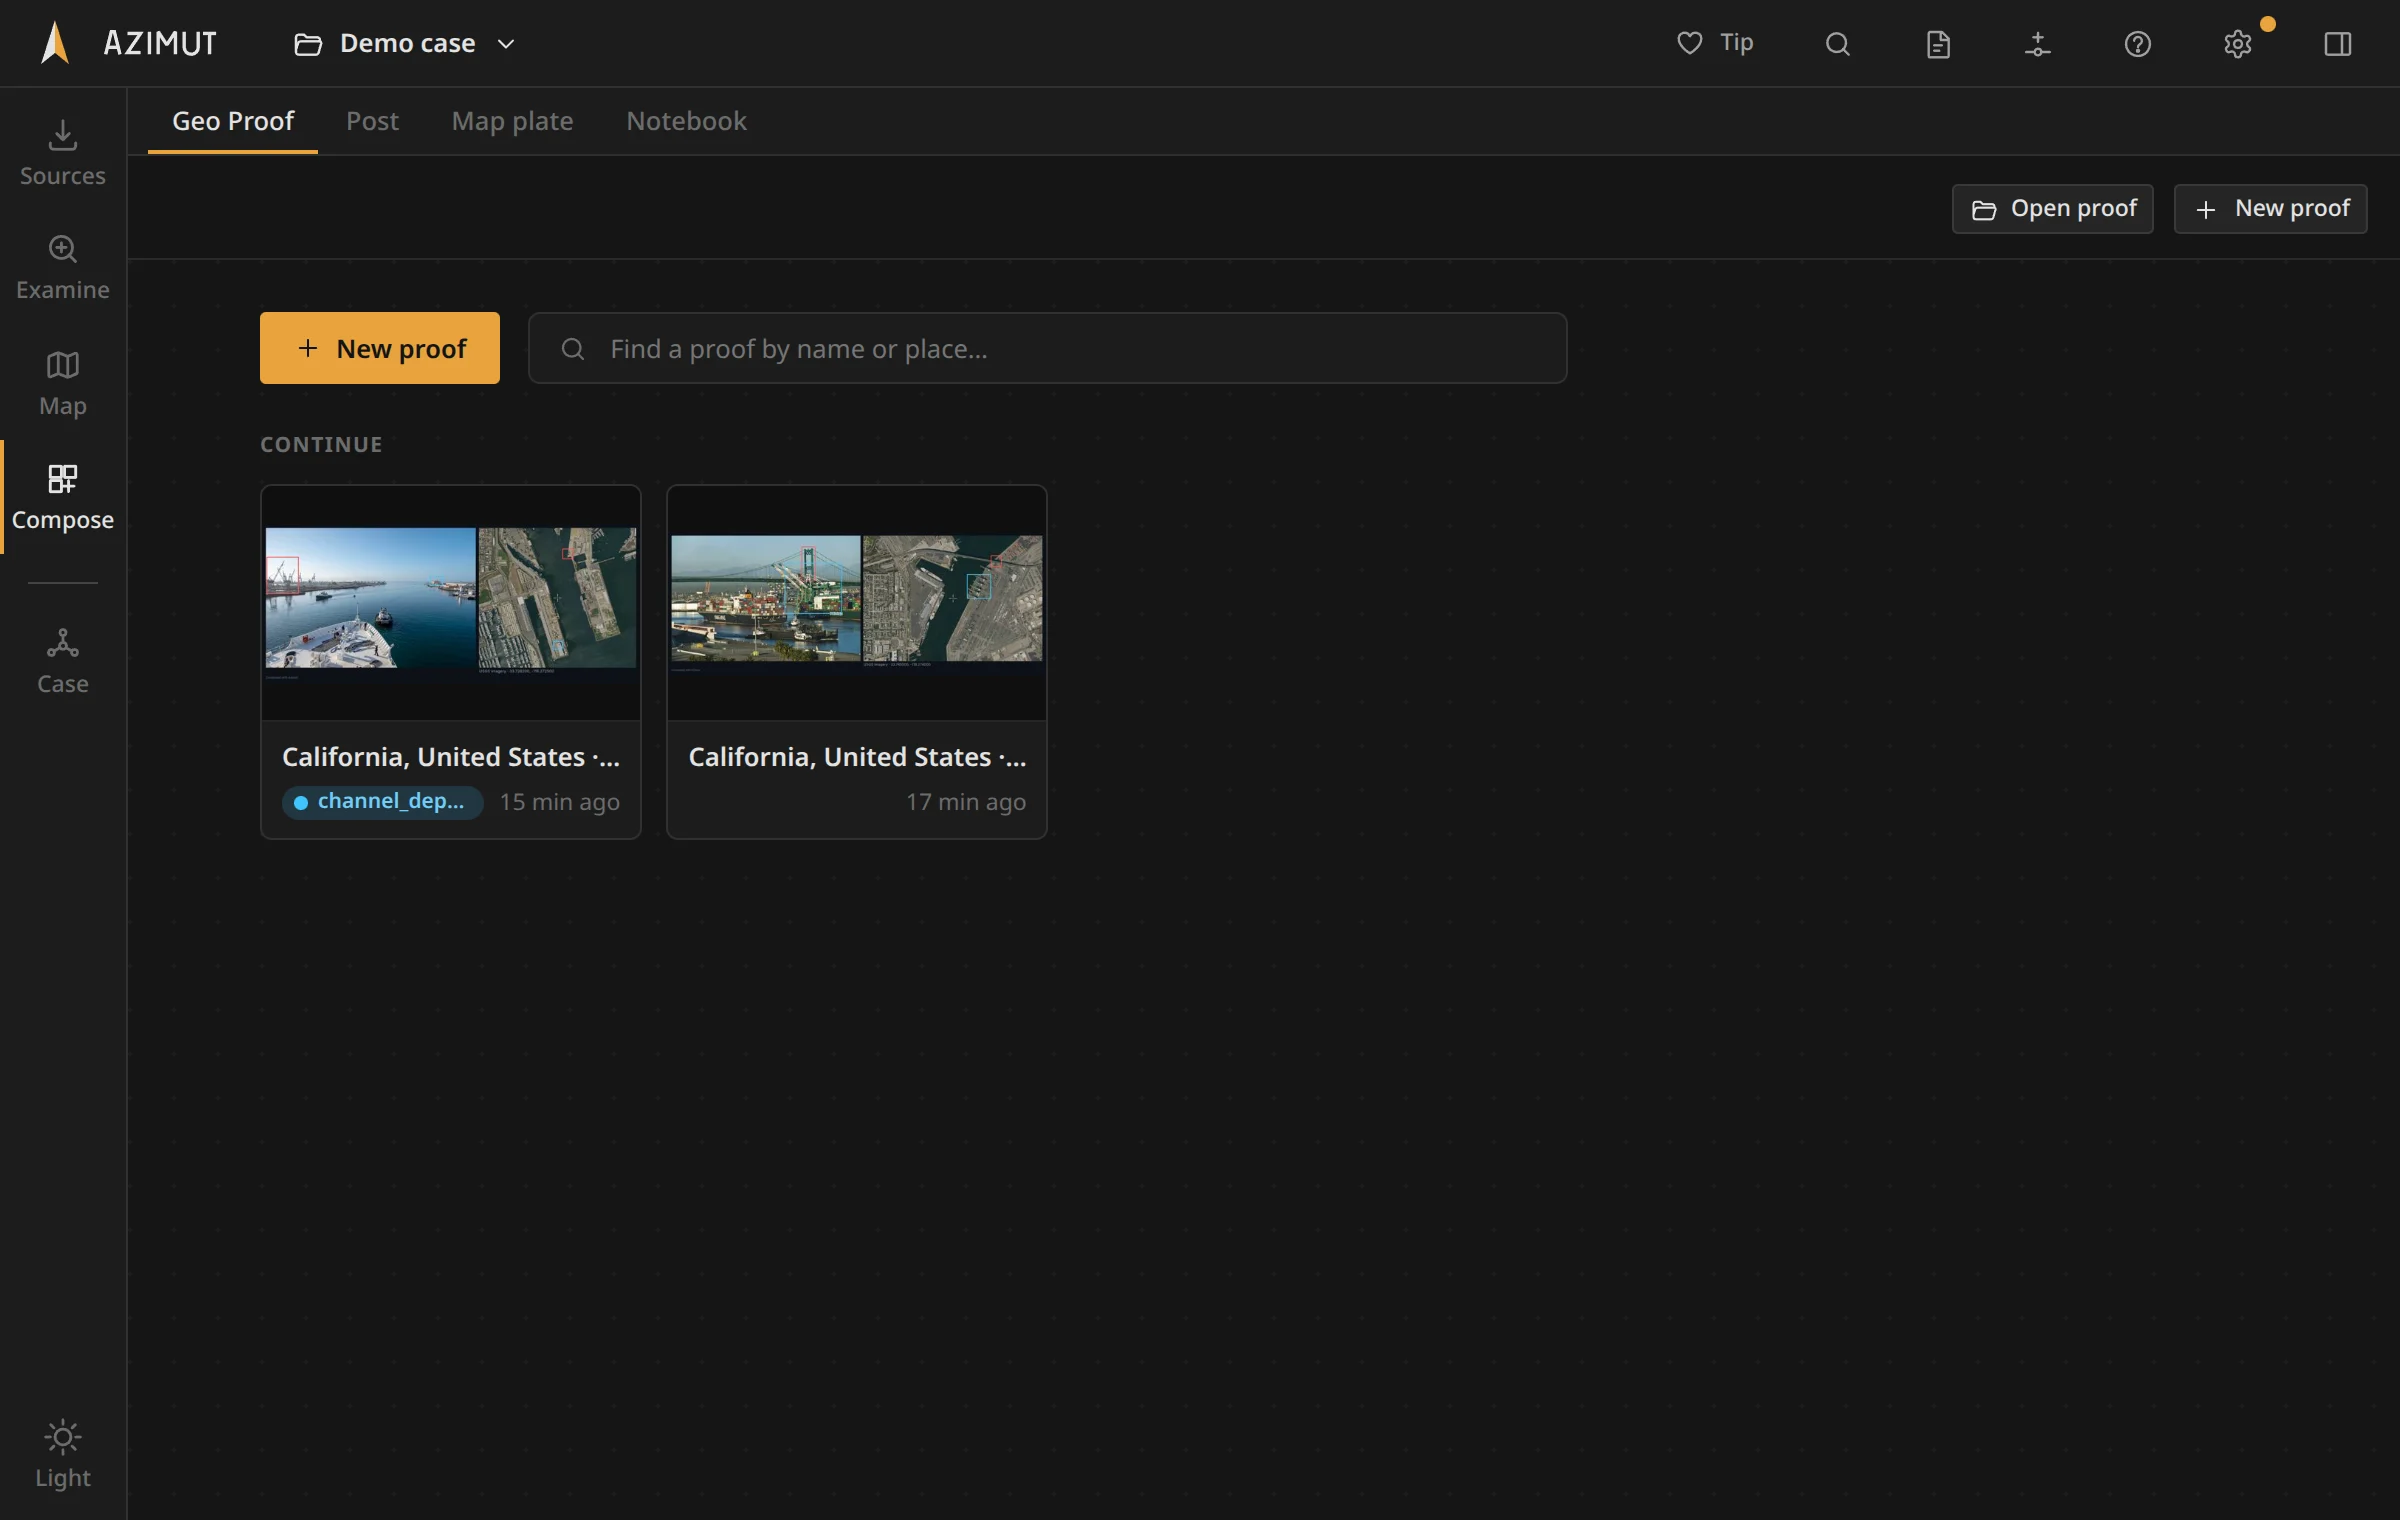 AZIMUT
Demo case
Tip
Geo Proof
Post
Map plate
Notebook
Sources
Examine
Map
Compose
Case
Light
Open proof
New proof
New proof
Find a proof by name or place...
CONTINUE
California, United States ·...
channel_dep...
15 min ago
California, United States ·...
17 min ago